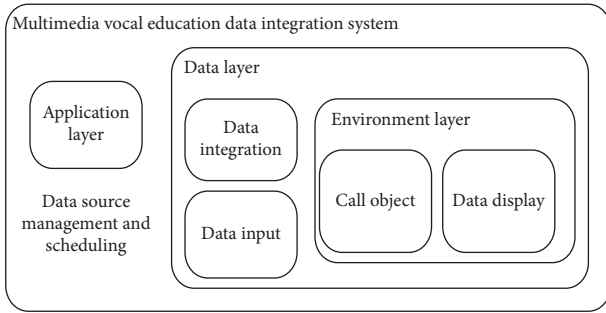 Multimedia vocal education data integration system
Data layer
Application
layer
Data source
management and
scheduling
Data
integration
Data input
Environment layer
Call object
Data display